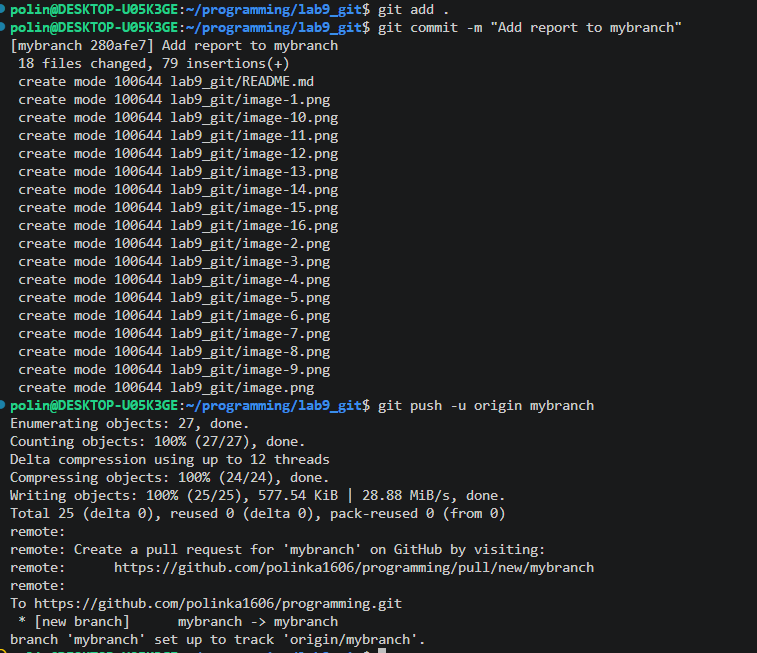 polin@DESKTOP-U05K3GE:~/programming/lab9_git$ git add .
polin@DESKTOP-U05K3GE:~/programming/lab9_git$ git commit -m "Add report to mybranch"
[mybranch 280afe7] Add report to mybranch
 18 files changed, 79 insertions(+)
 create mode 100644 lab9_git/README.md
 create mode 100644 lab9_git/image-1.png
 create mode 100644 lab9_git/image-10.png
 create mode 100644 lab9_git/image-11.png
 create mode 100644 lab9_git/image-12.png
 create mode 100644 lab9_git/image-13.png
 create mode 100644 lab9_git/image-14.png
 create mode 100644 lab9_git/image-15.png
 create mode 100644 lab9_git/image-16.png
 create mode 100644 lab9_git/image-2.png
 create mode 100644 lab9_git/image-3.png
 create mode 100644 lab9_git/image-4.png
 create mode 100644 lab9_git/image-5.png
 create mode 100644 lab9_git/image-6.png
 create mode 100644 lab9_git/image-7.png
 create mode 100644 lab9_git/image-8.png
 create mode 100644 lab9_git/image-9.png
 create mode 100644 lab9_git/image.png
polin@DESKTOP-U05K3GE:~/programming/lab9_git$ git push -u origin mybranch
Enumerating objects: 27, done.
Counting objects: 100% (27/27), done.
Delta compression using up to 12 threads
Compressing objects: 100% (24/24), done.
Writing objects: 100% (25/25), 577.54 KiB | 28.88 MiB/s, done.
Total 25 (delta 0), reused 0 (delta 0), pack-reused 0 (from 0)
remote:
remote: Create a pull request for 'mybranch' on GitHub by visiting:
remote:      https://github.com/polinka1606/programming/pull/new/mybranch
remote:
To https://github.com/polinka1606/programming.git
 * [new branch]      mybranch -> mybranch
branch 'mybranch' set up to track 'origin/mybranch'.